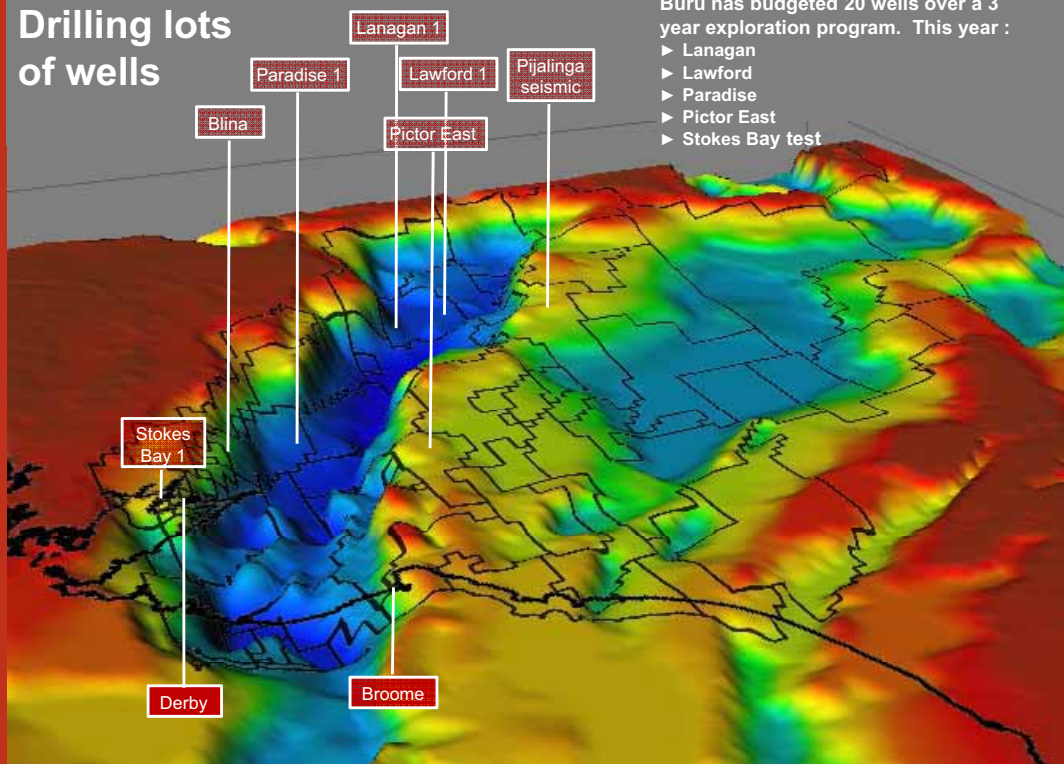 Drilling lots
of wells
Buru has budgeted 20 wells over a 3
year exploration program.  This year :
► Lanagan
► Lawford
► Paradise
► Pictor East
► Stokes Bay test
Lanagan 1
Paradise 1
Lawford 1
Pijalinga
seismic
Blina
Pictor East
Stokes
Bay 1
Derby
Broome